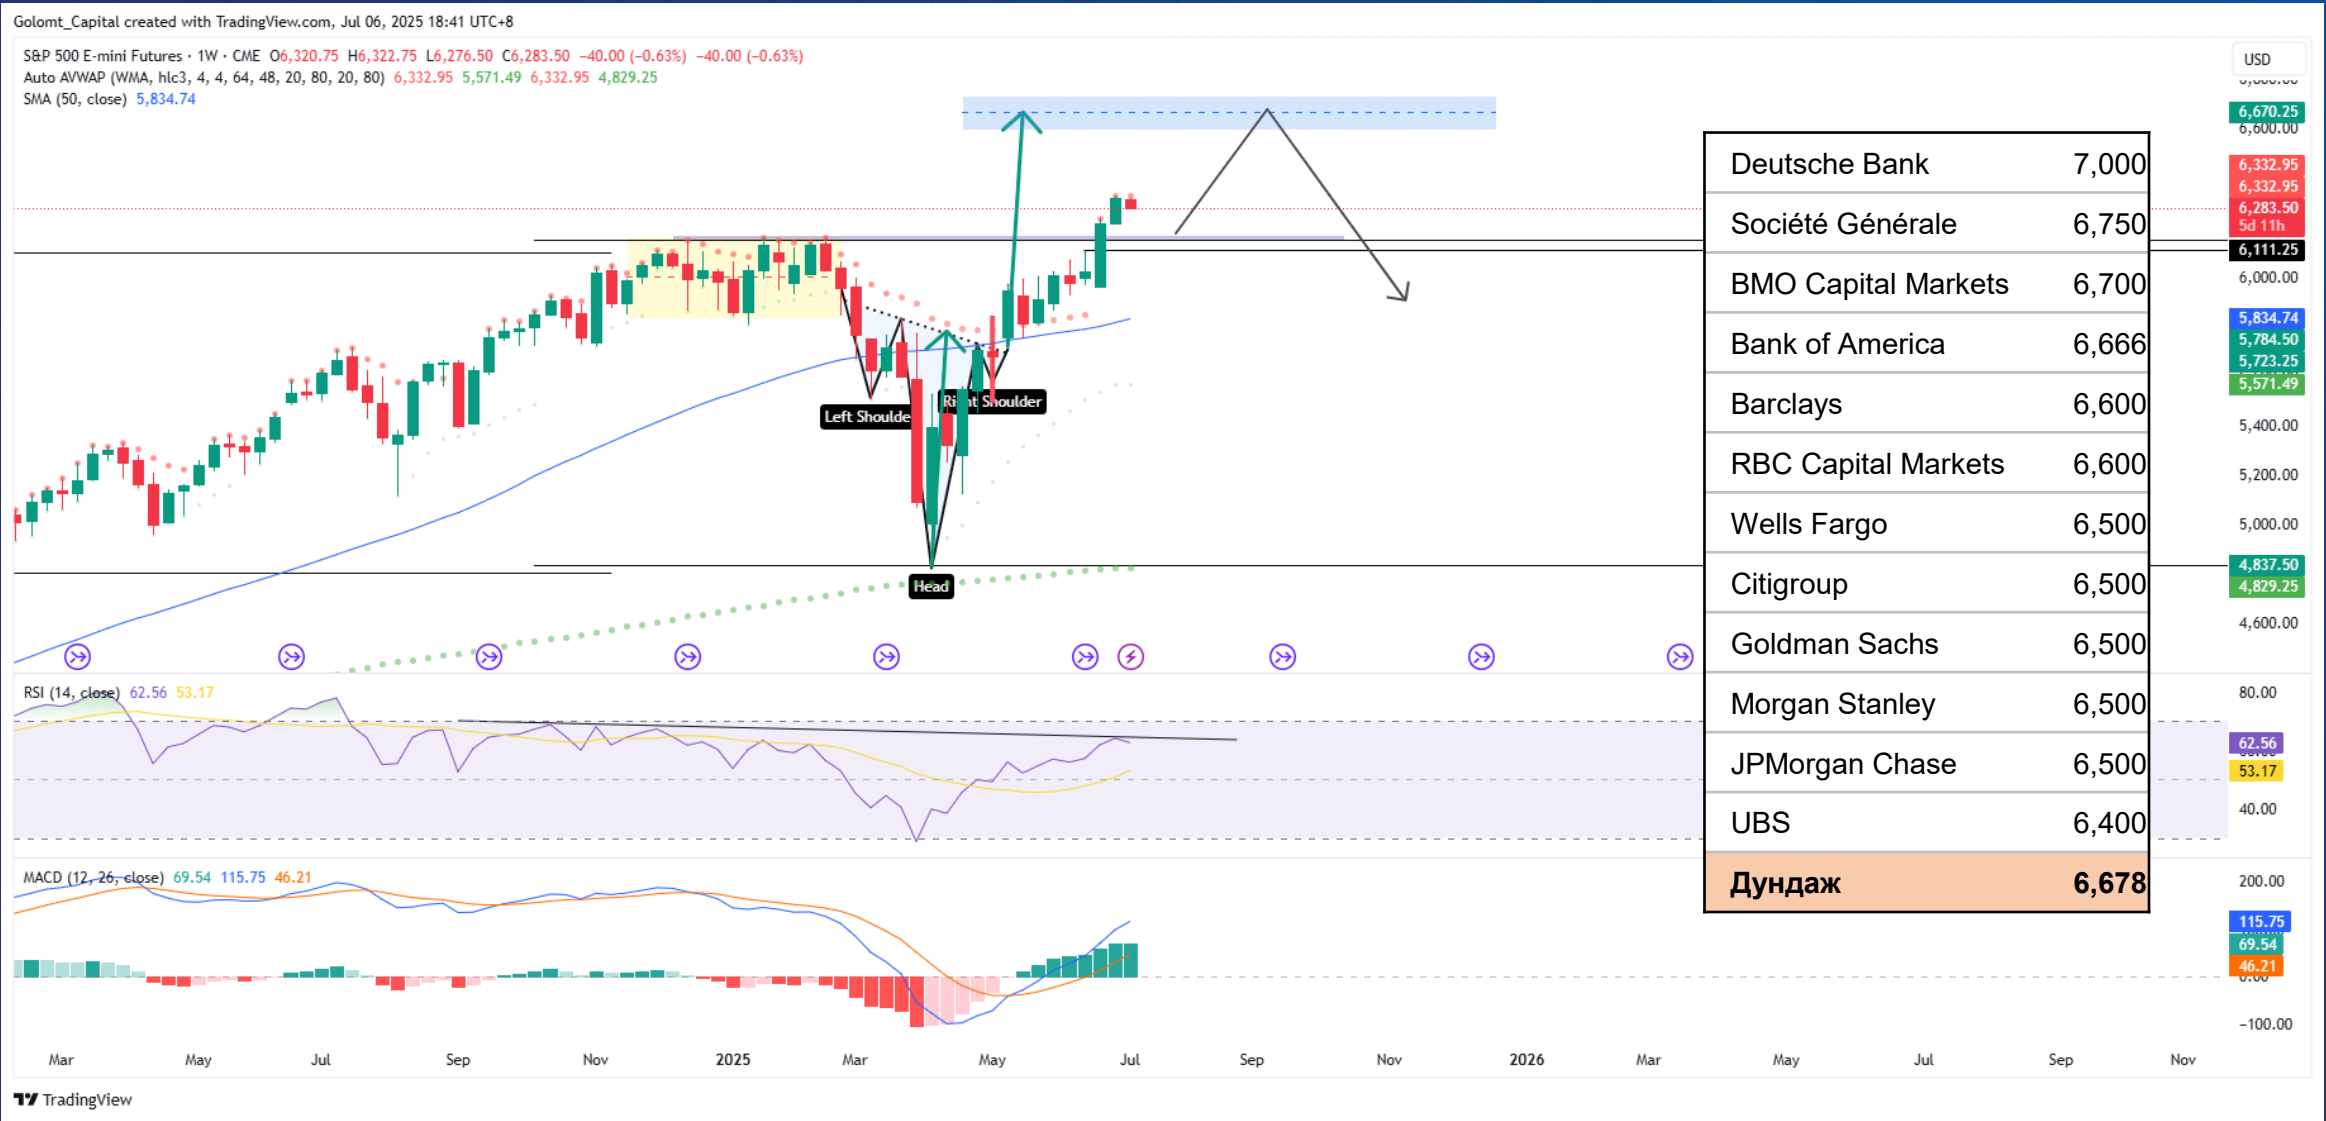 Golomt_Capital created with TradingView.com, Jul 06, 2025 18:41 UTC+8
S&P 500 E-mini Futures · 1W · CME O6,320.75 H6,322.75 L6,276.50 C6,283.50 −40.00 (−0.63%) −40.00 (−0.63%)
Auto AVWAP (WMA, hlc3, 4, 4, 64, 48, 20, 80, 20, 80) 6,332.95 5,571.49 6,332.95 4,829.25
SMA (50, close) 5,834.74
USD
6,670.25
6,600.00
6,332.95
6,332.95
6,283.50
5d 11h
6,111.25
6,000.00
5,834.74
5,784.50
5,723.25
5,571.49
5,400.00
5,200.00
5,000.00
4,837.50
4,829.25
4,600.00
Left Shoulde
Right Shoulder
Head
Deutsche Bank 7,000
Société Générale 6,750
BMO Capital Markets 6,700
Bank of America 6,666
Barclays 6,600
RBC Capital Markets 6,600
Wells Fargo 6,500
Citigroup 6,500
Goldman Sachs 6,500
Morgan Stanley 6,500
JPMorgan Chase 6,500
UBS 6,400
Дундаж 6,678
RSI (14, close) 62.56 53.17
80.00
62.56
53.17
40.00
MACD (12, 26, close) 69.54 115.75 46.21
200.00
115.75
69.54
46.21
0.00
−100.00
Mar May Jul Sep Nov 2025 Mar May Jul Sep Nov 2026 Mar May Jul Sep Nov
TradingView